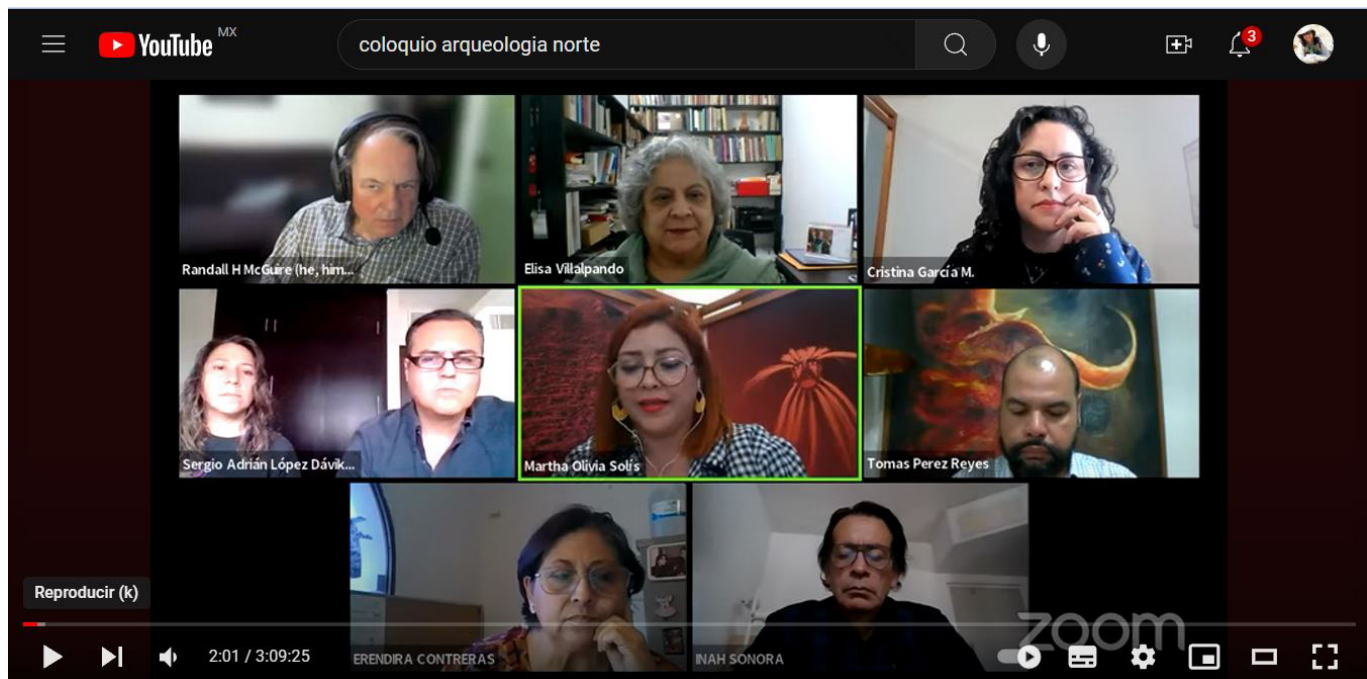 YouTube MX
coloquio arqueologia norte
3
Randall H McGuire (he, him...
Elisa Villalpando
Cristina García M.
Sergio Adrián López Dávik...
Martha Olivia Solís
Tomas Perez Reyes
Reproducir (k)
zoom
2:01 / 3:09:25
ERENDIRA CONTRERAS
INAH SONORA